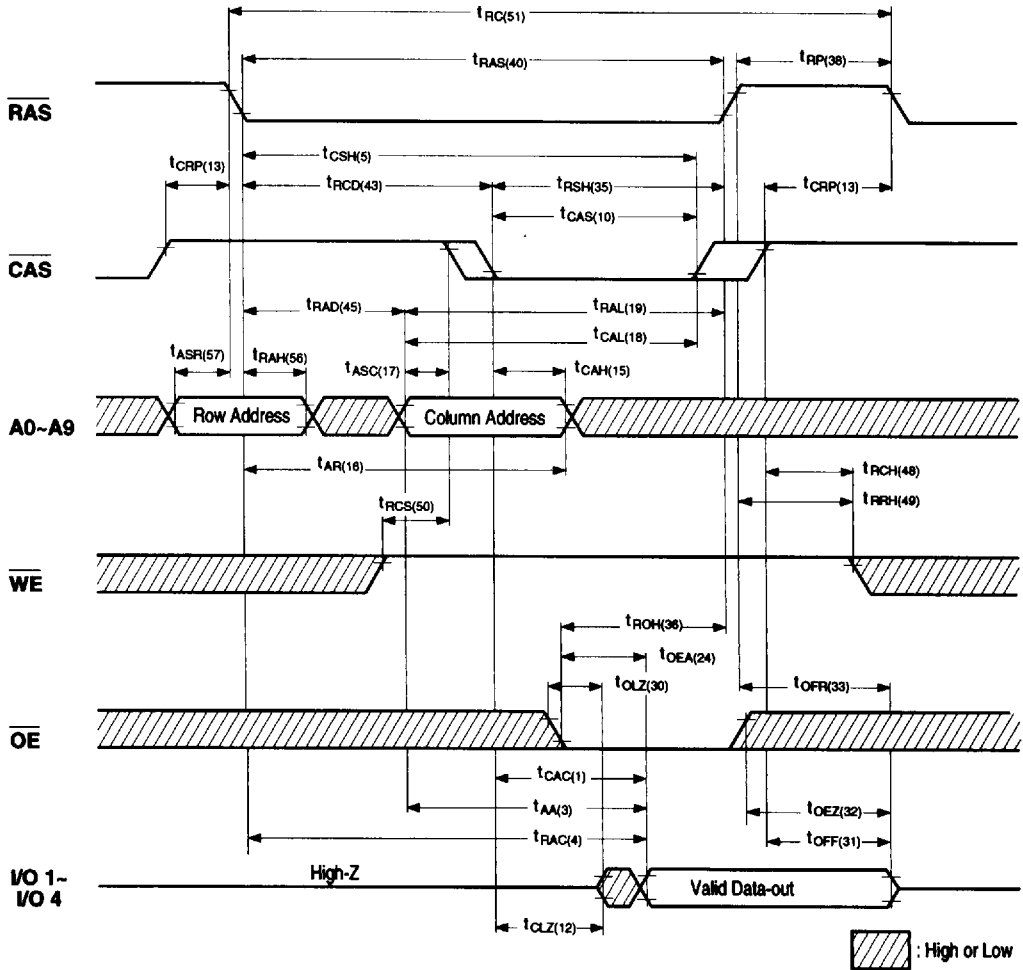 tRC(51)
tRAS(40)
tRP(38)
RAS
tCRP(13)
tCSH(5)
tRCD(43)
tRSH(35)
tCRP(13)
tCAS(10)
CAS
tRAD(45)
tRAL(19)
tCAL(18)
tASR(57)
tRAH(56)
tASC(17)
tCAH(15)
A0~A9
Row Address
Column Address
tAR(16)
tRCH(48)
tRCS(50)
tRRH(49)
WE
tROH(36)
tOEA(24)
tOLZ(30)
tOFR(33)
OE
tCAC(1)
tAA(3)
tOEZ(32)
tRAC(4)
tOFF(31)
I/O 1~
I/O 4
High-Z
Valid Data-out
tCLZ(12)
: High or Low